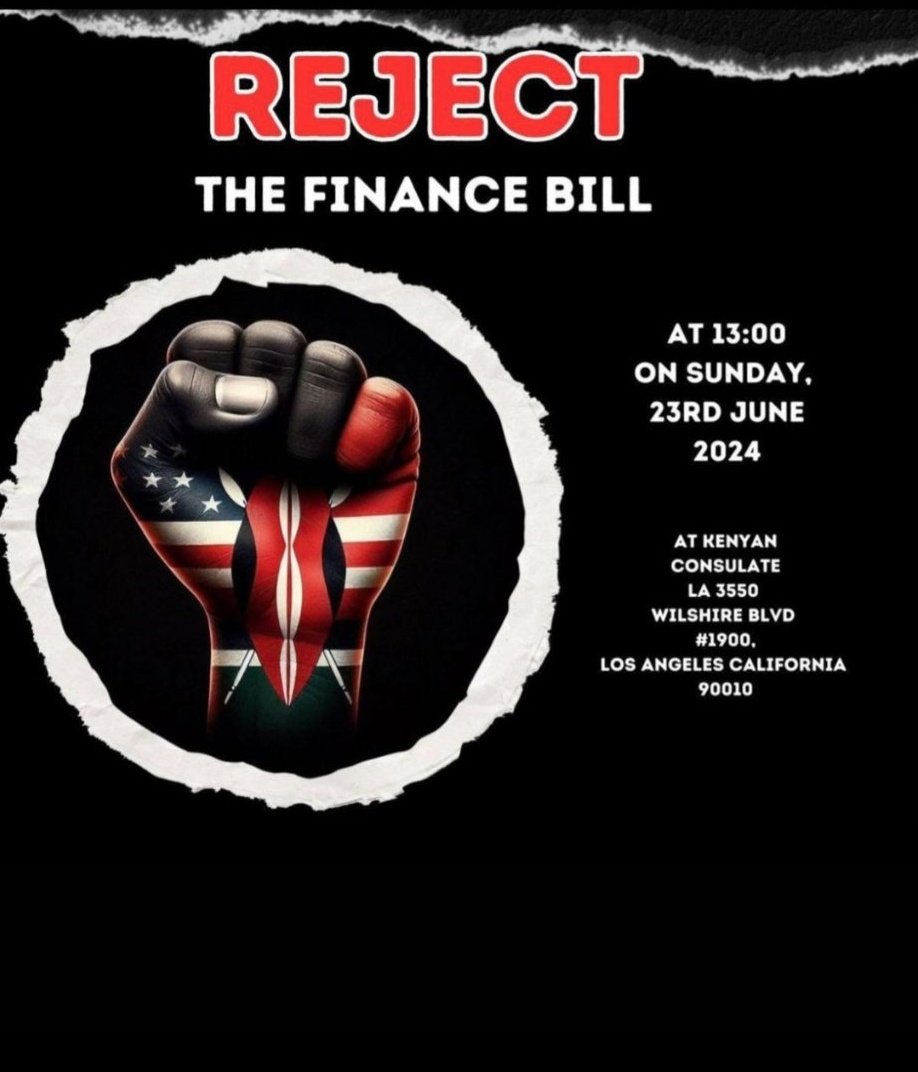 REJECT
THE FINANCE BILL
AT 13:00
ON SUNDAY,
23RD JUNE
2024
AT KENYAN
CONSULATE
LA 3550
WILSHIRE BLVD
#1900,
LOS ANGELES CALIFORNIA
90010